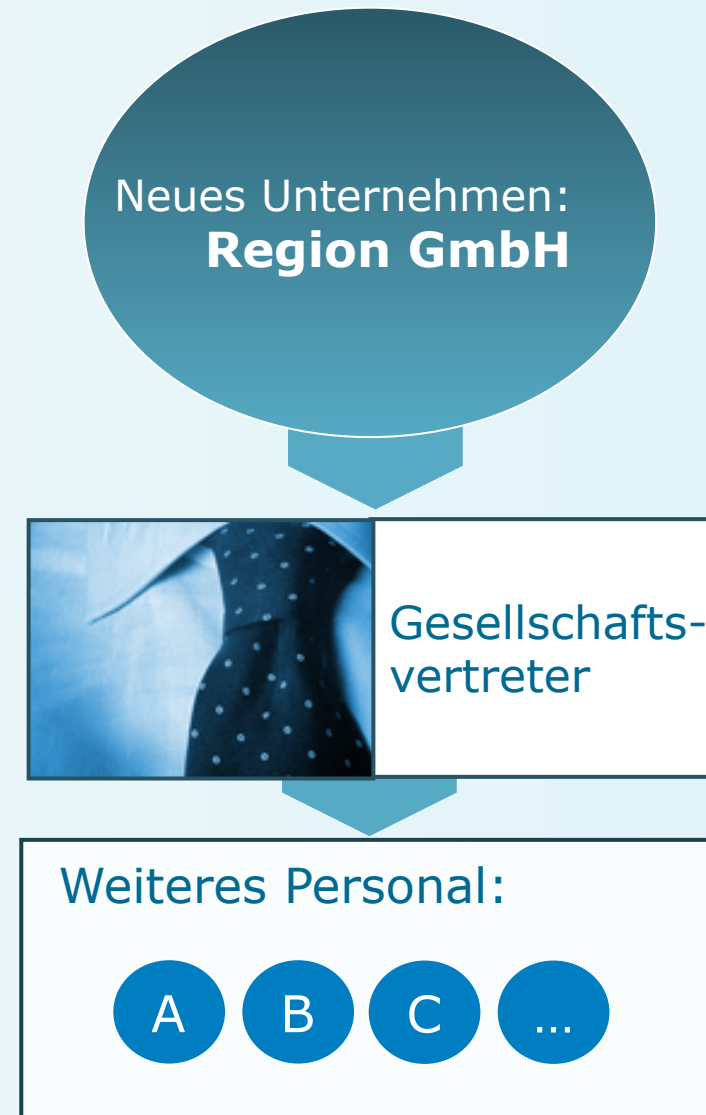 Neues Unternehmen:
Region GmbH
Gesellschafts-
vertreter
Weiteres Personal:
A B C ...